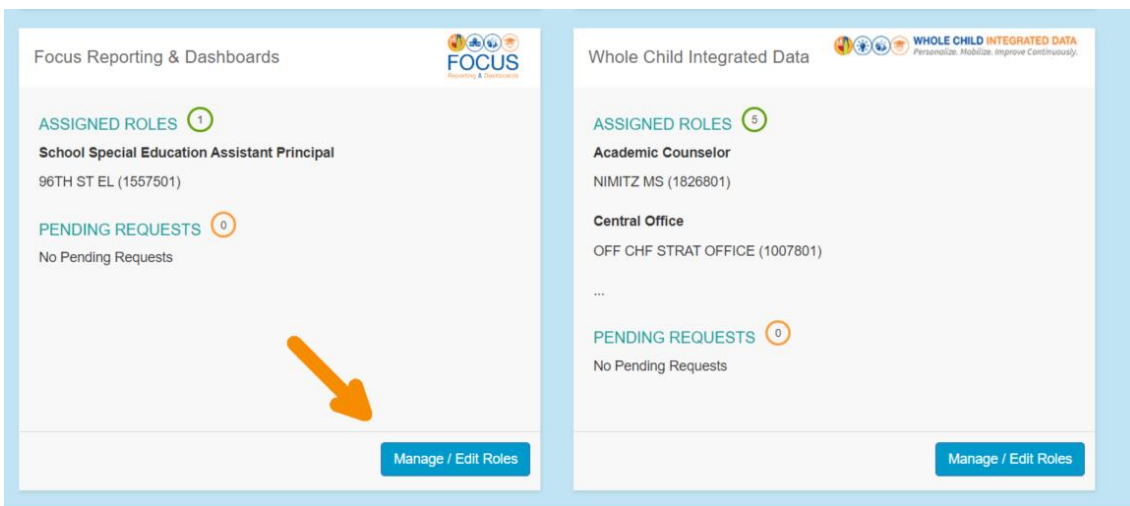 Focus Reporting & Dashboards
FOCUS
Reporting & Dashboards
ASSIGNED ROLES 1
School Special Education Assistant Principal
96TH ST EL (1557501)
PENDING REQUESTS 0
No Pending Requests
Manage / Edit Roles
Whole Child Integrated Data
WHOLE CHILD INTEGRATED DATA
Personalize. Mobilize. Improve Continuously.
ASSIGNED ROLES 5
Academic Counselor
NIMITZ MS (1826801)
Central Office
OFF CHF STRAT OFFICE (1007801)
...
PENDING REQUESTS 0
No Pending Requests
Manage / Edit Roles